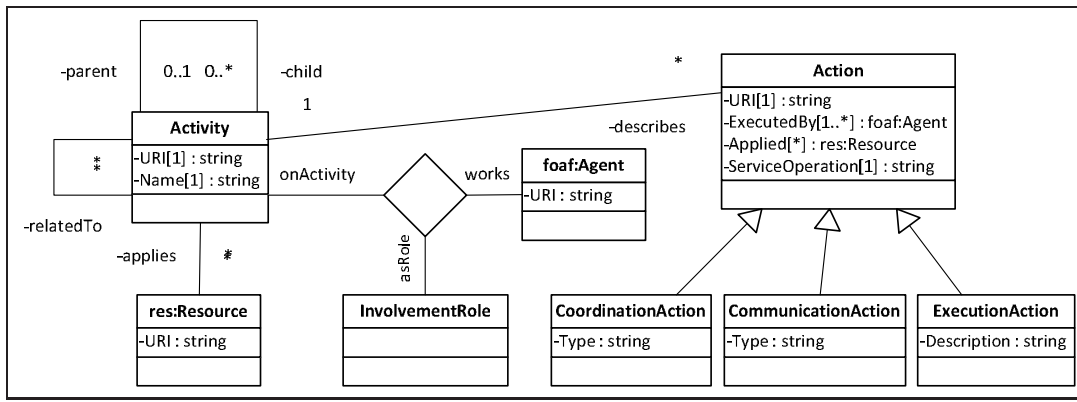 -parent
0..1 0..*
-child
1
*
Activity
-URI[1] : string
-Name[1] : string
**
-relatedTo
-applies
*
onActivity
works
asRole
-describes
foaf:Agent
-URI : string
Action
-URI[1] : string
-ExecutedBy[1..*] : foaf:Agent
-Applied[*] : res:Resource
-ServiceOperation[1] : string
res:Resource
-URI : string
InvolvementRole
CoordinationAction
-Type : string
CommunicationAction
-Type : string
ExecutionAction
-Description : string